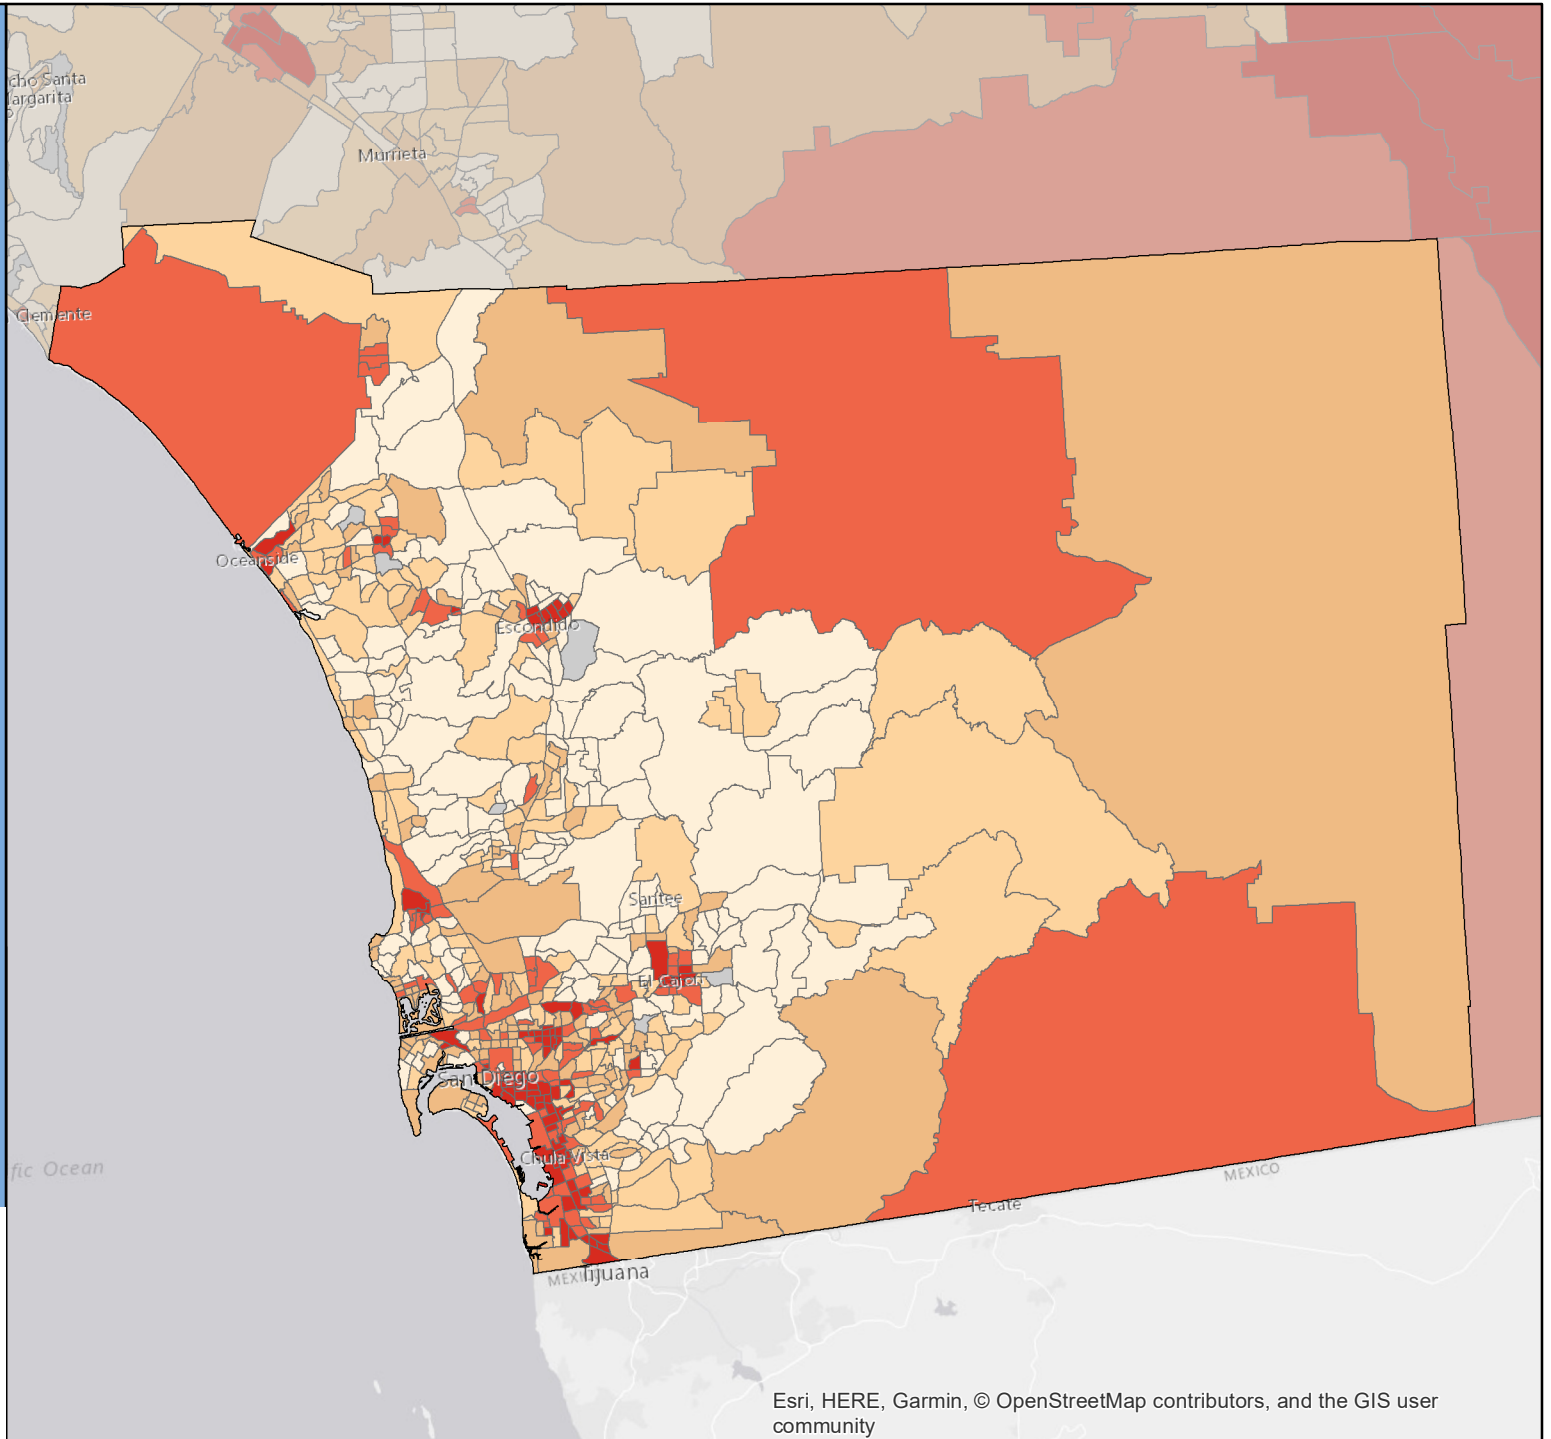 cho Santa
argarita
Murrieta
Clemente
Oceanside
Escondido
Santee
El Cajon
San Diego
Chula Vista
fic Ocean
MEXICO
Tecate
Tijuana
Esri, HERE, Garmin, © OpenStreetMap contributors, and the GIS user
community